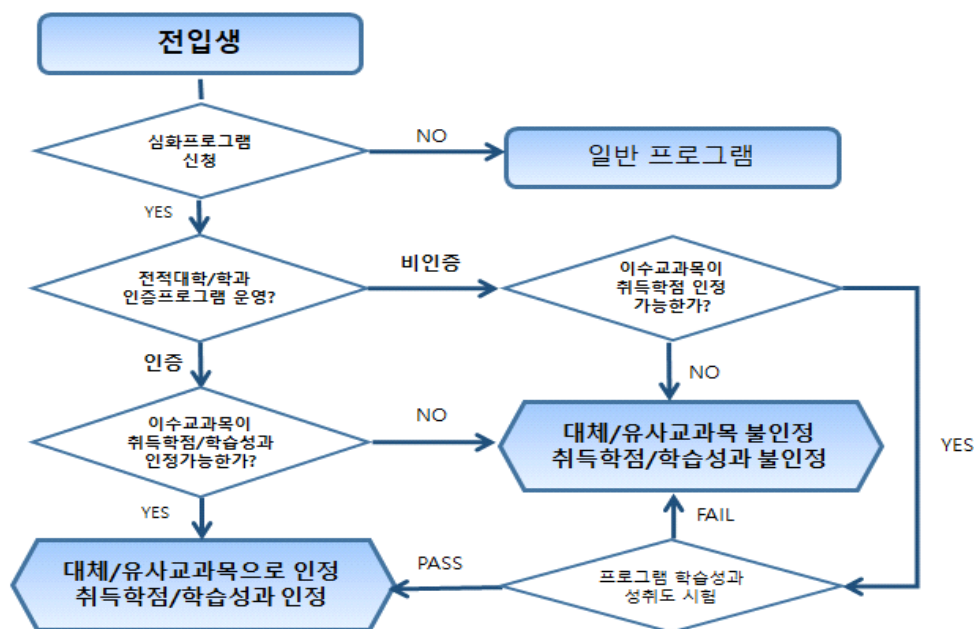 전입생
심화프로그램
신청
NO
일반 프로그램
YES
전적대학/학과
인증프로그램 운영?
비인증
이수교과목이
취득학점 인정
가능한가?
인증
NO
이수교과목이
취득학점/학습성과
인정가능한가?
NO
대체/유사교과목 불인정
취득학점/학습성과 불인정
YES
YES
FAIL
대체/유사교과목으로 인정
취득학점/학습성과 인정
PASS
프로그램 학습성과
성취도 시험